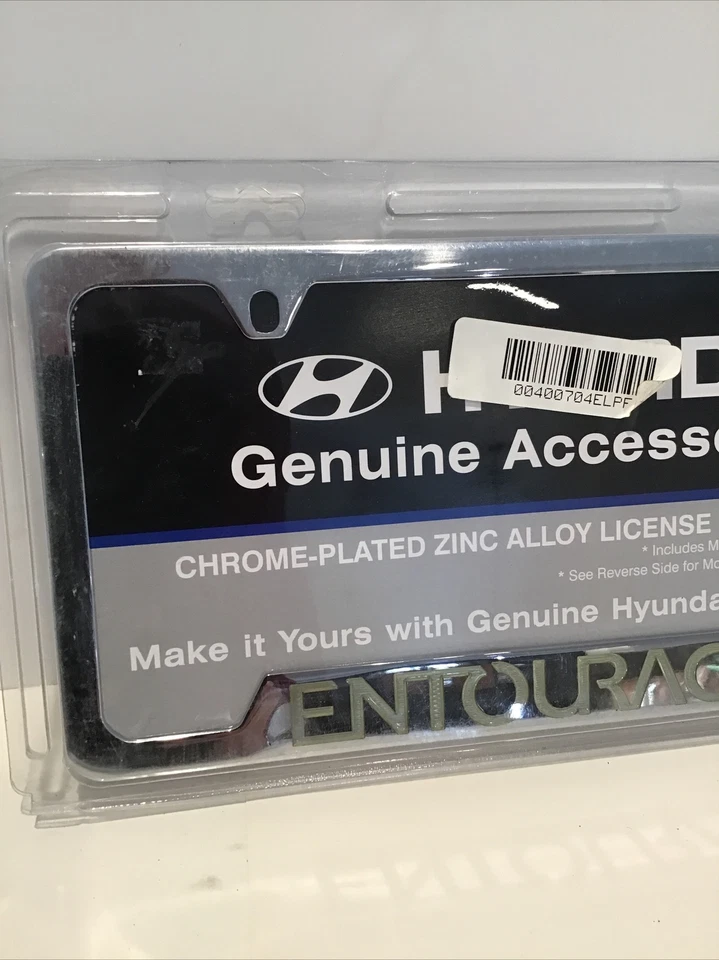 00400704ELPF
H D
Genuine Accesso
CHROME-PLATED ZINC ALLOY LICENSE
* Includes M
* See Reverse Side for Mo
Make it Yours with Genuine Hyunda
ENTOURAG